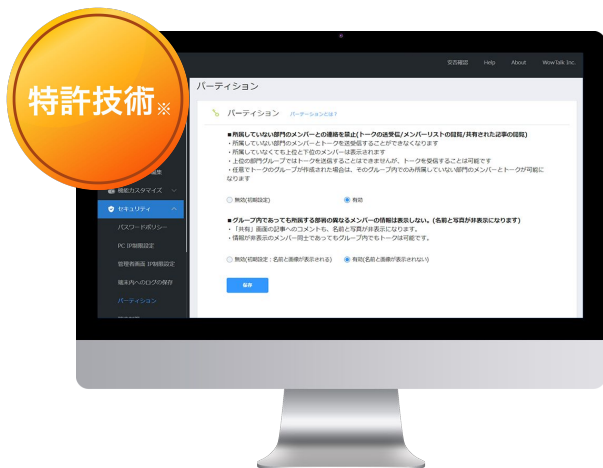 特許技術※
安否確認 Help About WowTalk Inc.
パーティション
パーティション パーテーションとは？
■所属していない部門のメンバーとの連絡を禁止(トークの送受信/メンバーリストの閲覧/共有された記事の閲覧)
・所属していない部門のメンバーとトークを送受信することができなくなります
・所属していなくても上位と下位のメンバーは表示されます
・上位の部門グループではトークを送信することはできませんが、トークを受信することは可能です
・任意でトークのグループが作成された場合は、そのグループ内でのみ所属していない部門のメンバーとトークが可能に
なります
無効(初期設定) 有効
■グループ内であっても所属する部署の異なるメンバーの情報は表示しない。(名前と写真が非表示になります)
・「共有」画面の記事へのコメントも、名前と写真が非表示になります。
・情報が非表示のメンバー同士であってもグループ内でもトークは可能です。
無効(初期設定：名前と画像が表示される) 有効(名前と画像が表示されない)
保存
編集
機能カスタマイズ
セキュリティ
パスワードポリシー
PC IP制限設定
管理者画面 IP制限設定
端末内へのログの保存
パーティション